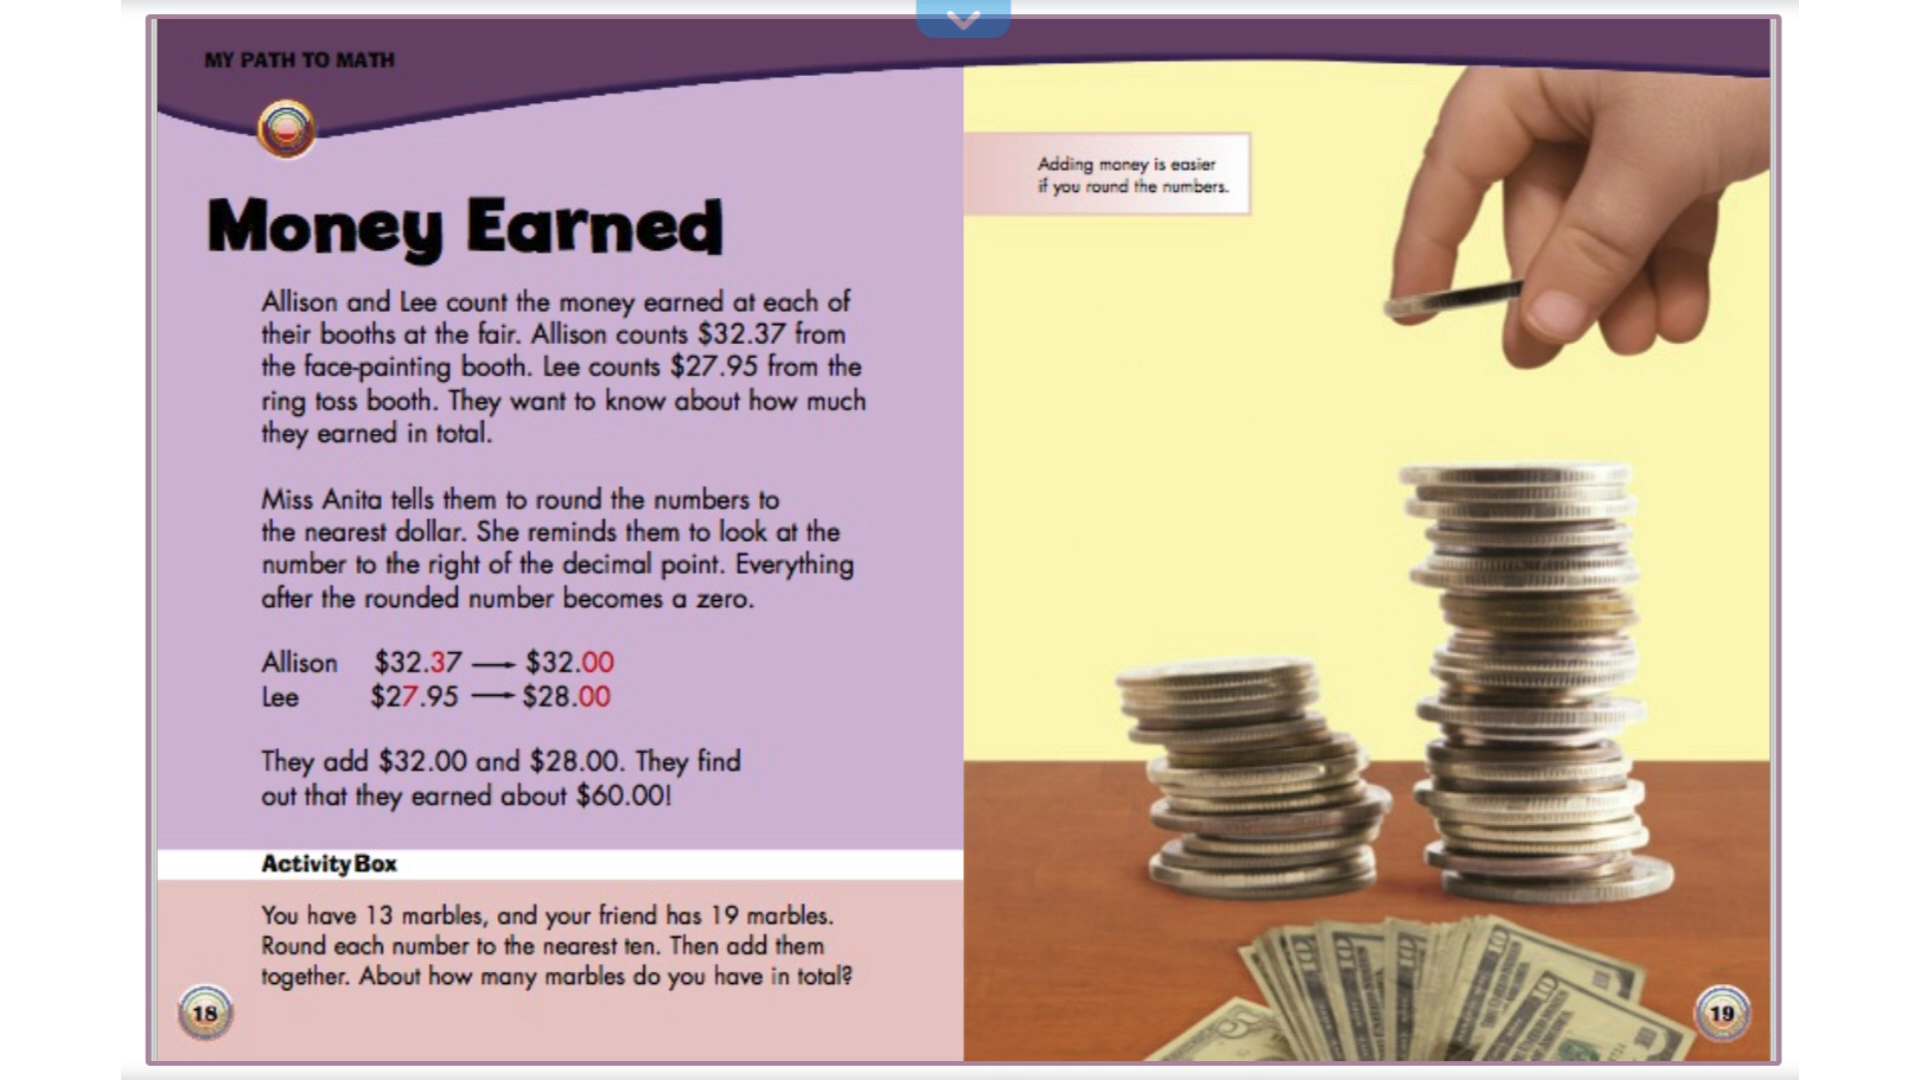 MY PATH TO MATH
Money Earned
Allison and Lee count the money earned at each of
their booths at the fair. Allison counts $32.37 from
the face-painting booth. Lee counts $27.95 from the
ring toss booth. They want to know about how much
they earned in total.
Miss Anita tells them to round the numbers to
the nearest dollar. She reminds them to look at the
number to the right of the decimal point. Everything
after the rounded number becomes a zero.
Allison $32.37 → $32.00
Lee $27.95 → $28.00
They add $32.00 and $28.00. They find
out that they earned about $60.00!
Activity Box
You have 13 marbles, and your friend has 19 marbles.
Round each number to the nearest ten. Then add them
together. About how many marbles do you have in total?
18
Adding money is easier
if you round the numbers.
10
10
10
10
10
5
19